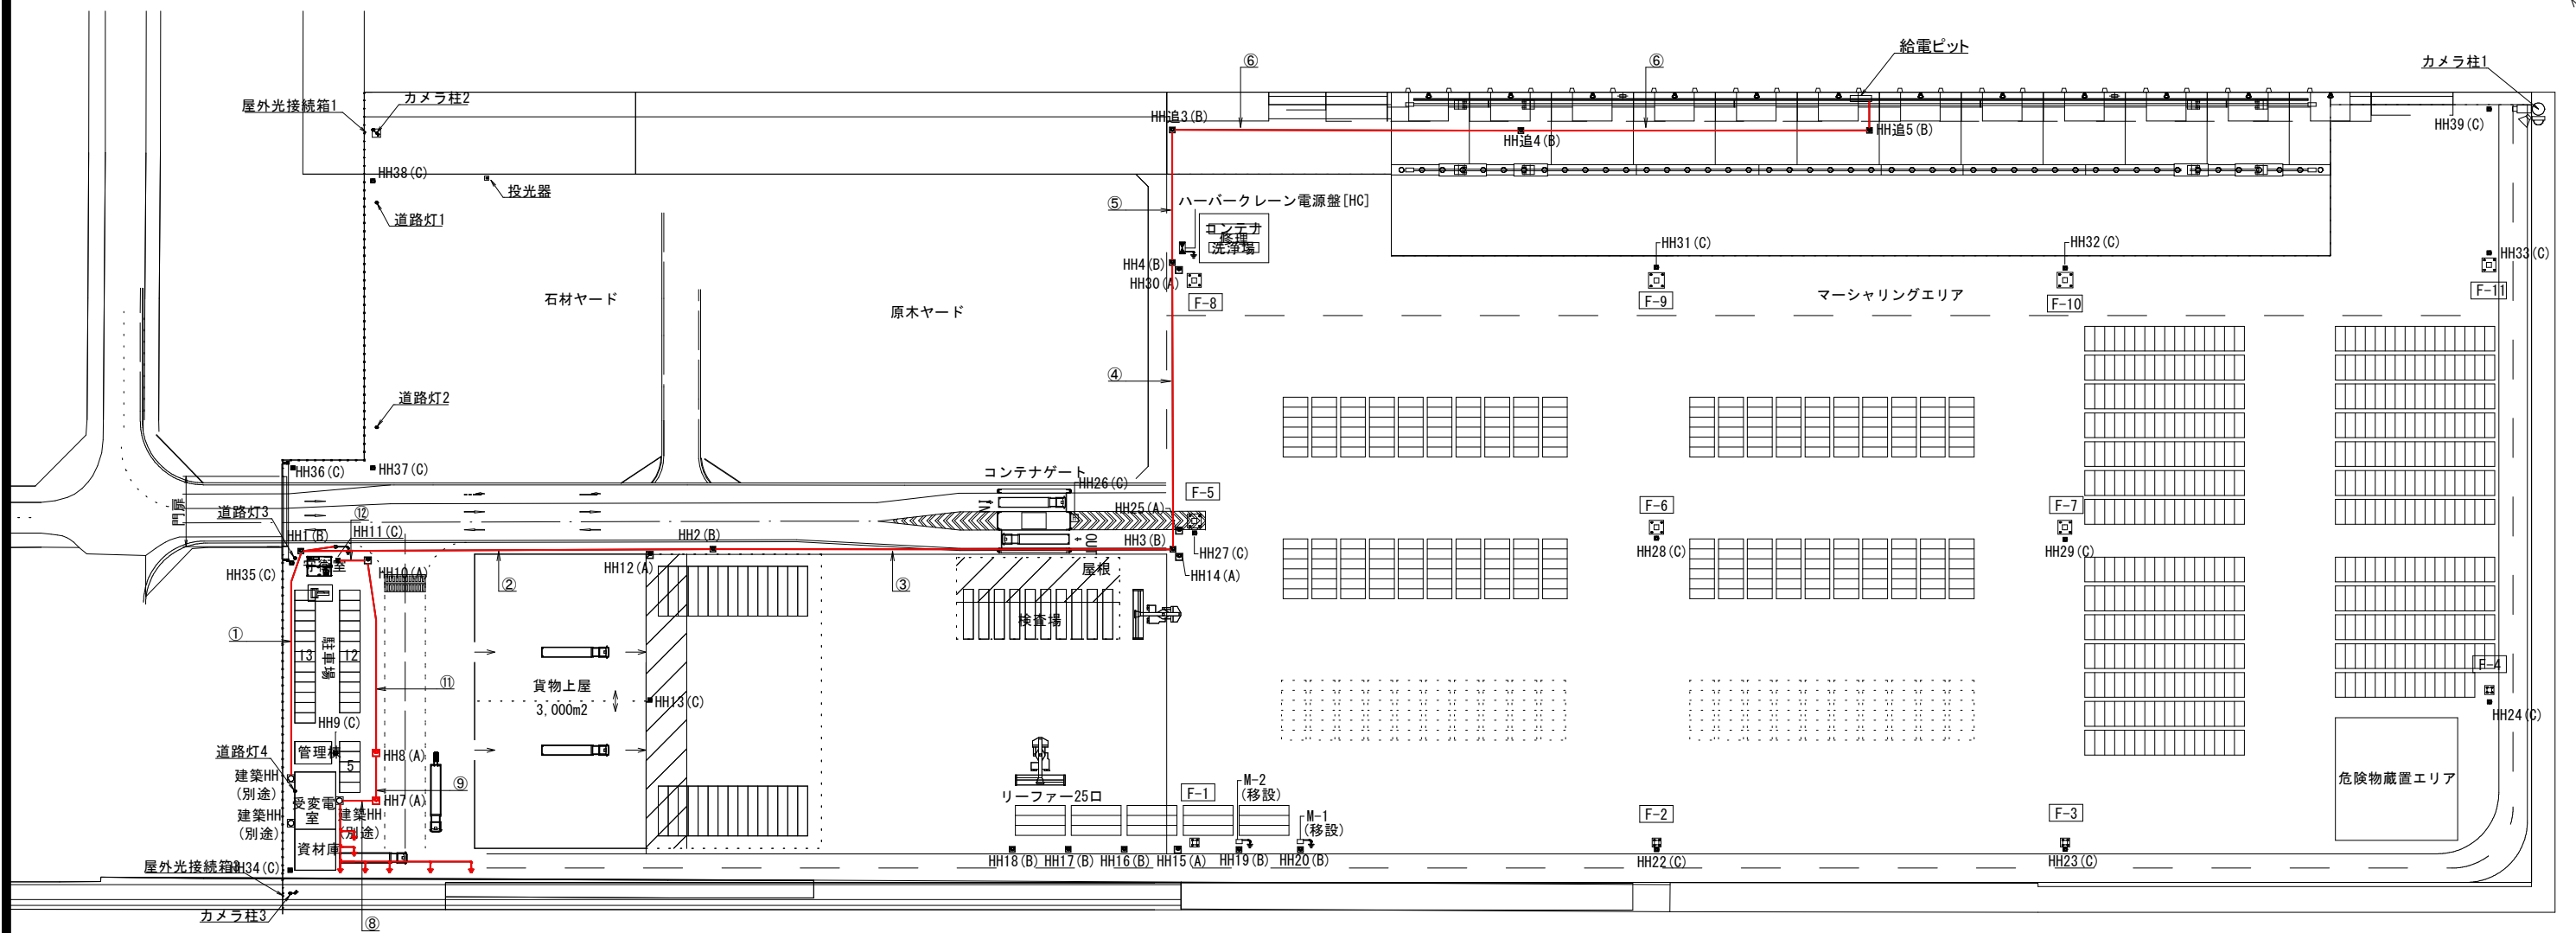 ⑥
⑥
給電ピット
カメラ柱1
カメラ柱2
屋外光接続箱1
HH追3(B)
HH追4(B)
HH追5(B)
HH39(C)
HH38(C)
投光器
道路灯1
⑤
ハーバークレーン電源盤[HC]
コンテナ
修理
洗浄場
HH4(B)
HH30(A)
F-8
HH31(C)
F-9
HH32(C)
F-10
HH33(C)
F-11
石材ヤード
原木ヤード
マーシャリングエリア
④
道路灯2
HH36(C)
HH37(C)
コンテナゲート
HH26(C)
F-5
IN
HH25(A)
F-6
F-7
門扉
道路灯3
⑫
HH1(B)
HH11(C)
HH2(B)
OUT
HH3(B)
HH27(C)
HH28(C)
HH29(C)
守衛室
HH35(C)
HH10(A)
②
HH12(A)
③
屋根
HH14(A)
検査場
①
駐車場
13
12
⑪
貨物上屋
3,000m2
HH13(C)
F-4
HH24(C)
HH9(C)
道路灯4
管理棟
5
HH8(A)
建築HH
(別途)
受変電
室
⑨
HH7(A)
建築HH
(別途)
建築HH
(別途)
資材庫
リーファー25口
F-1
M-2
(移設)
M-1
(移設)
F-2
F-3
危険物蔵置エリア
HH34(C)
HH18(B)
HH17(B)
HH16(B)
HH15(A)
HH19(B)
HH20(B)
HH22(C)
HH23(C)
カメラ柱3
⑧